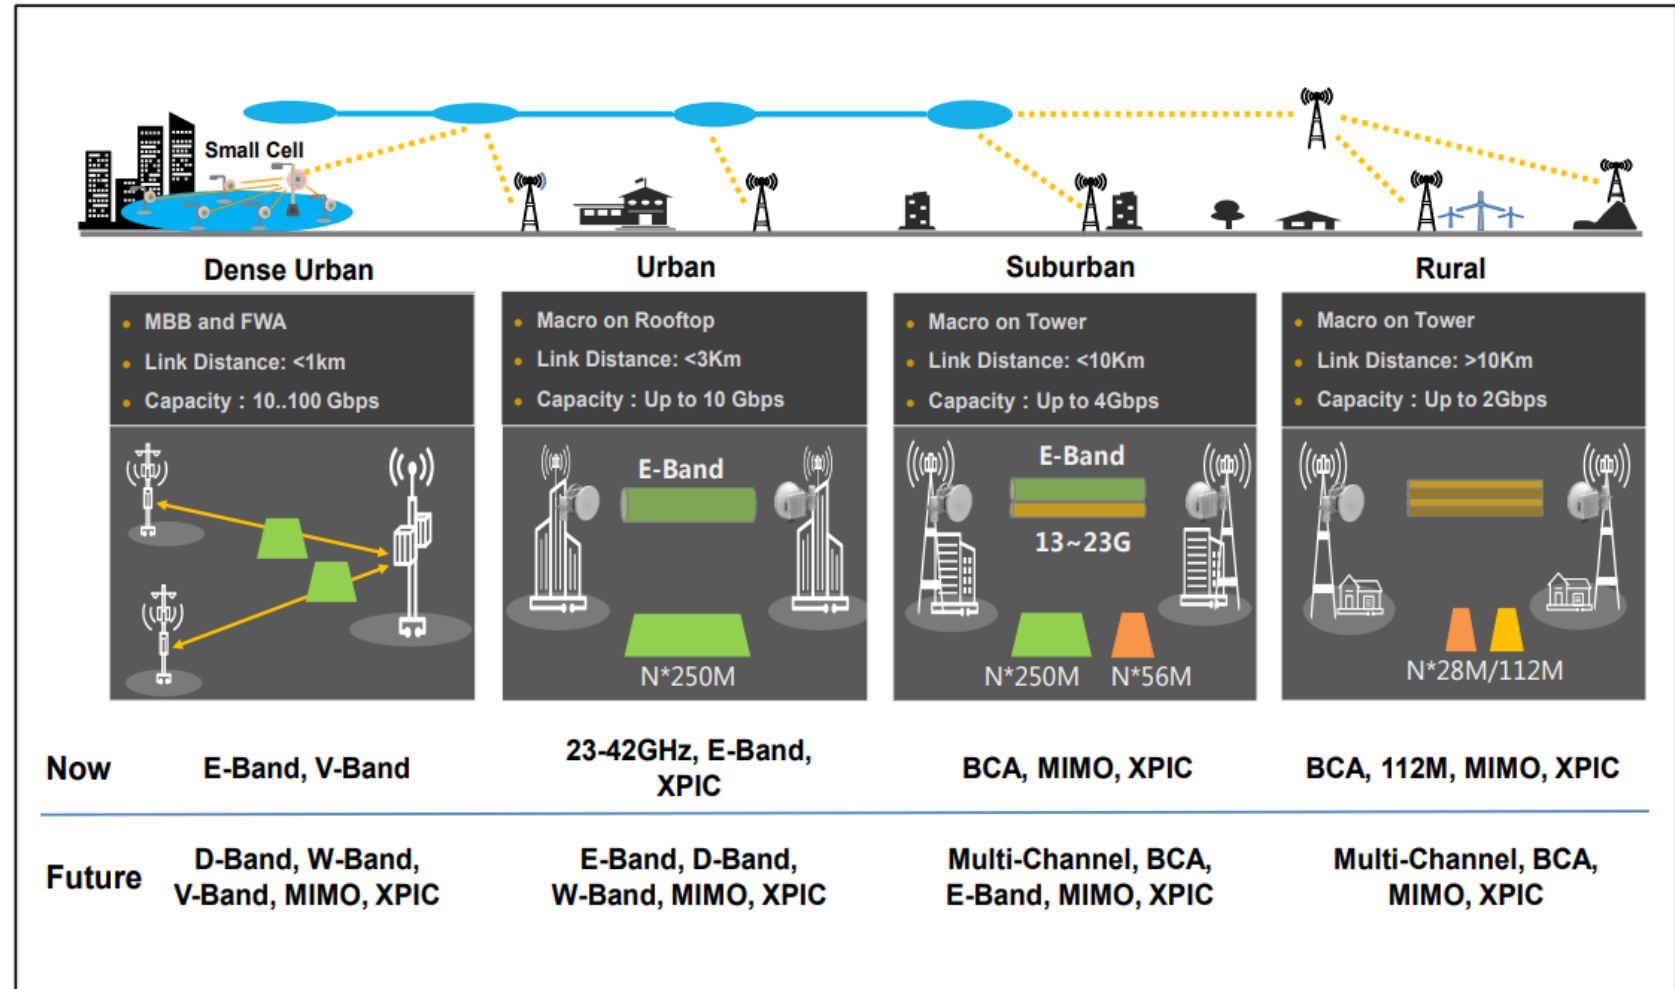 Small Cell
Dense Urban
Urban
Suburban
Rural
• MBB and FWA
• Link Distance: <1km
• Capacity : 10..100 Gbps
• Macro on Rooftop
• Link Distance: <3Km
• Capacity : Up to 10 Gbps
• Macro on Tower
• Link Distance: <10Km
• Capacity : Up to 4Gbps
• Macro on Tower
• Link Distance: >10Km
• Capacity : Up to 2Gbps
E-Band
N*250M
E-Band
13~23G
N*250M
N*56M
N*28M/112M
Now
E-Band, V-Band
23-42GHz, E-Band,
XPIC
BCA, MIMO, XPIC
BCA, 112M, MIMO, XPIC
Future
D-Band, W-Band,
V-Band, MIMO, XPIC
E-Band, D-Band,
W-Band, MIMO, XPIC
Multi-Channel, BCA,
E-Band, MIMO, XPIC
Multi-Channel, BCA,
MIMO, XPIC